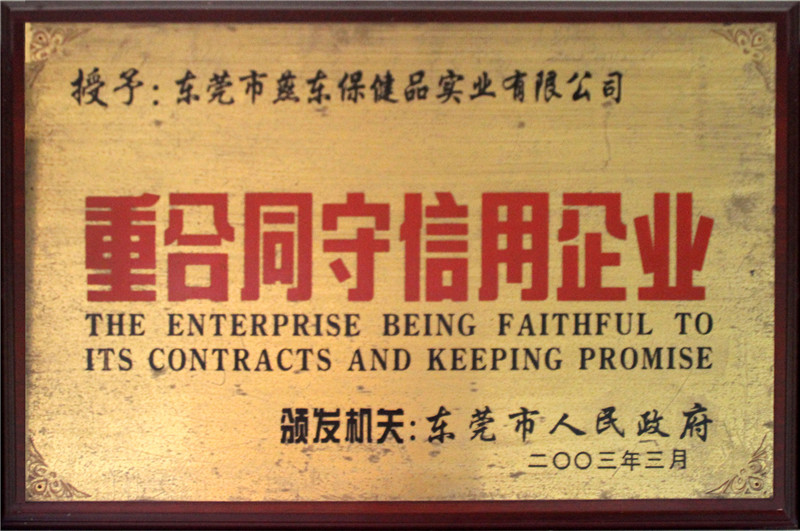 授予：东莞市燕东保健品实业有限公司
重合同守信用企业
THE ENTERPRISE BEING FAITHFUL TO
ITS CONTRACTS AND KEEPING PROMISE
颁发机关：东莞市人民政府
二〇〇三年三月